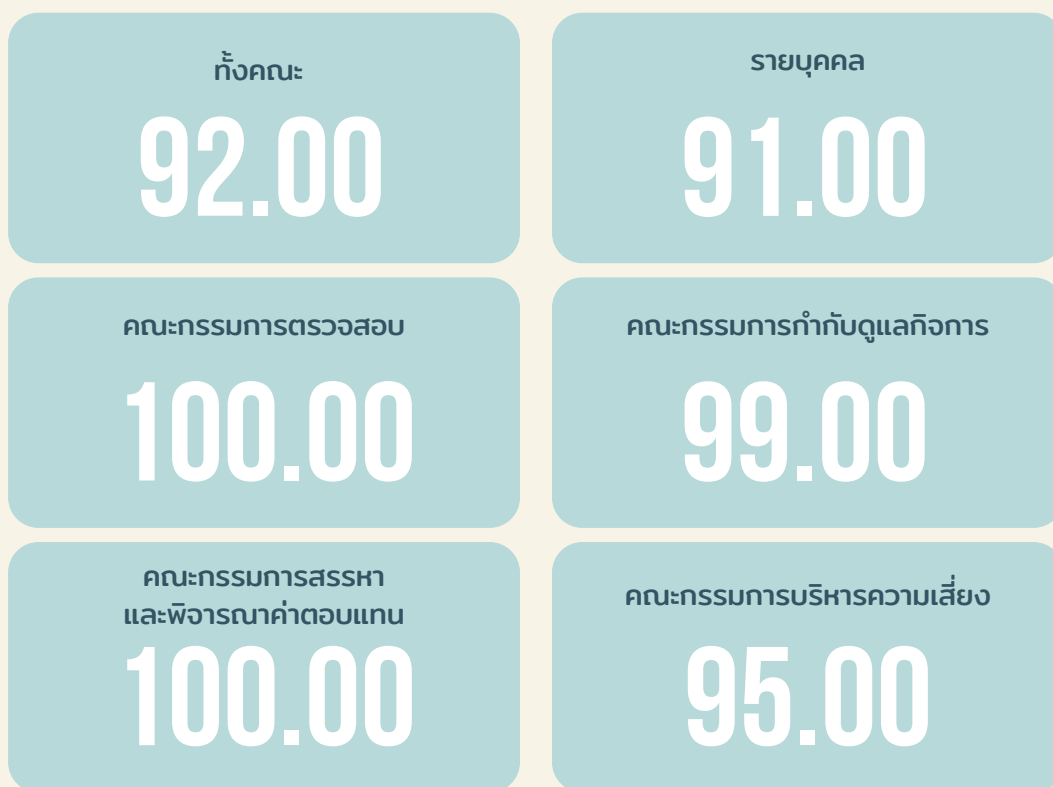 ทั้งคณะ
92.00
รายบุคคล
91.00
คณะกรรมการตรวจสอบ
100.00
คณะกรรมการกำกับดูแลกิจการ
99.00
คณะกรรมการสรรหา
และพิจารณาค่าตอบแทน
100.00
คณะกรรมการบริหารความเสี่ยง
95.00